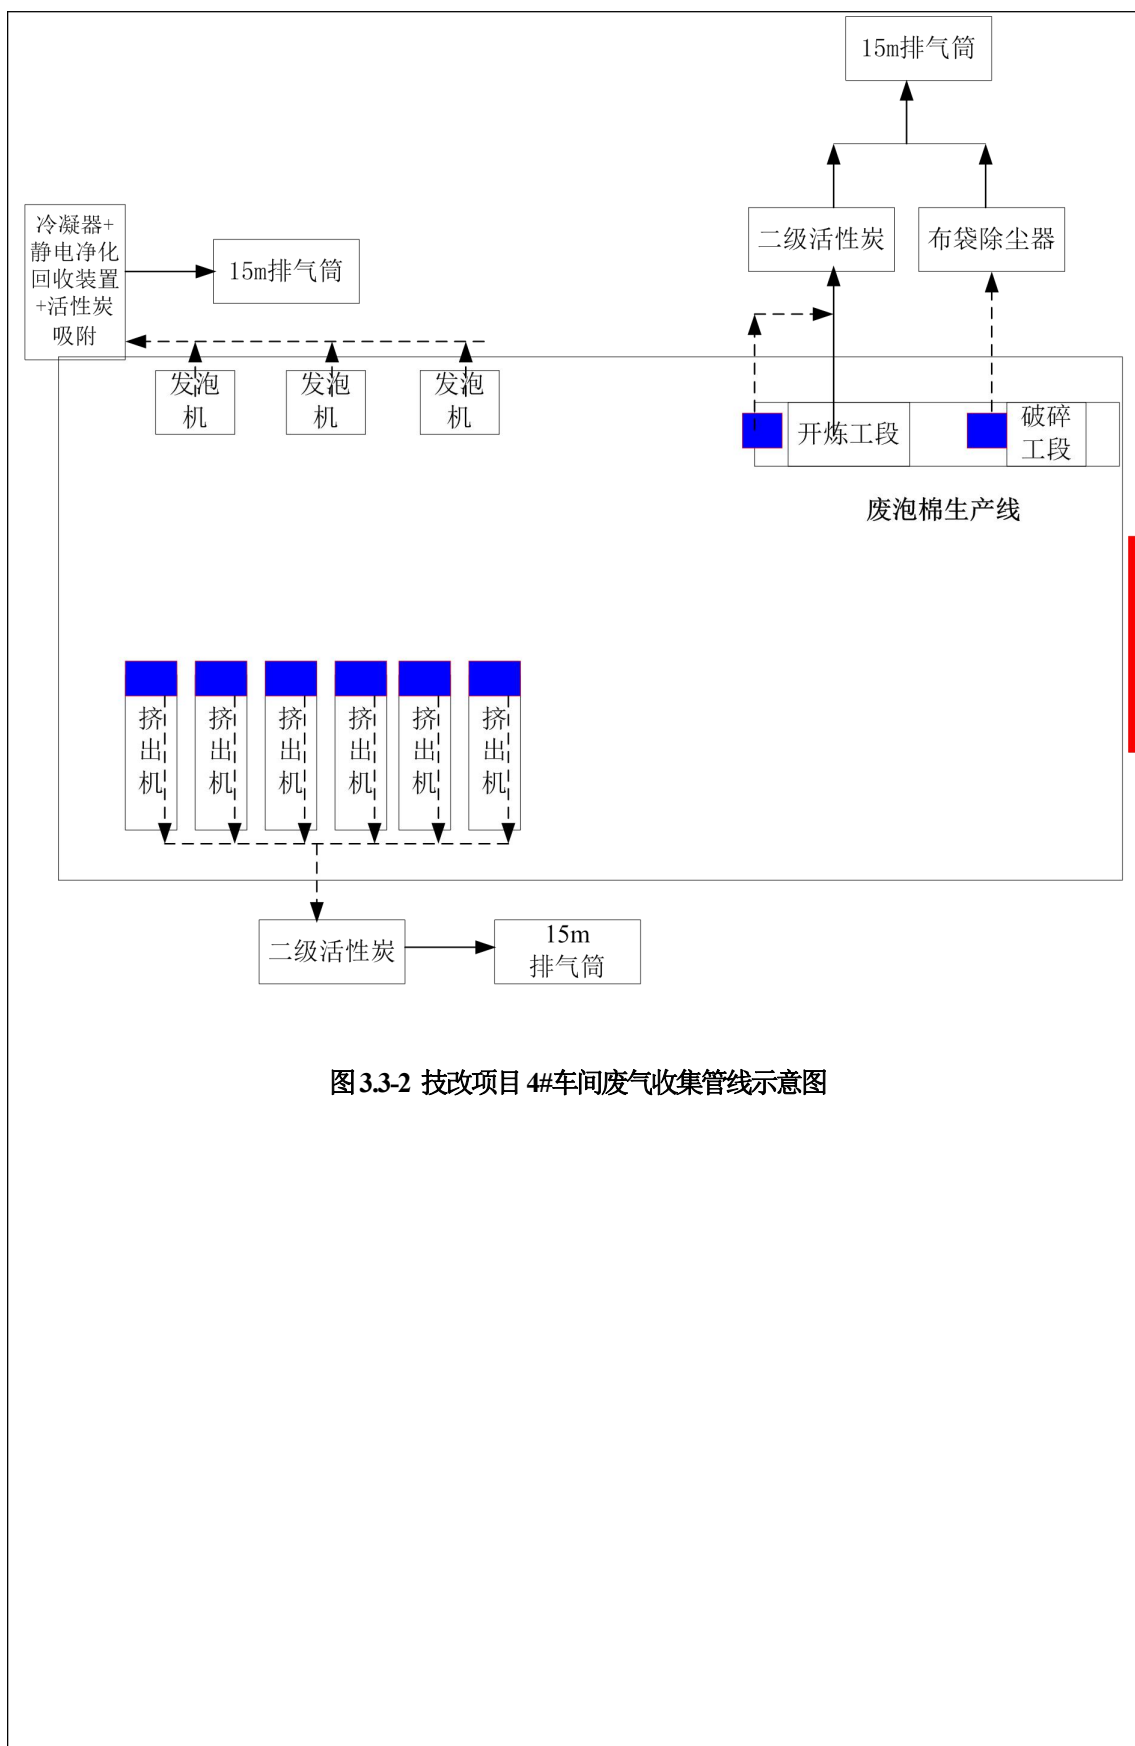 15m排气筒
冷凝器+
静电净化
回收装置
+活性炭
吸附
15m排气筒
二级活性炭
布袋除尘器
发泡
机
发泡
机
发泡
机
开炼工段
破碎
工段
废泡棉生产线
挤
出
机
挤
出
机
挤
出
机
挤
出
机
挤
出
机
挤
出
机
二级活性炭
15m
排气筒
图 3.3-2 技改项目 4#车间废气收集管线示意图